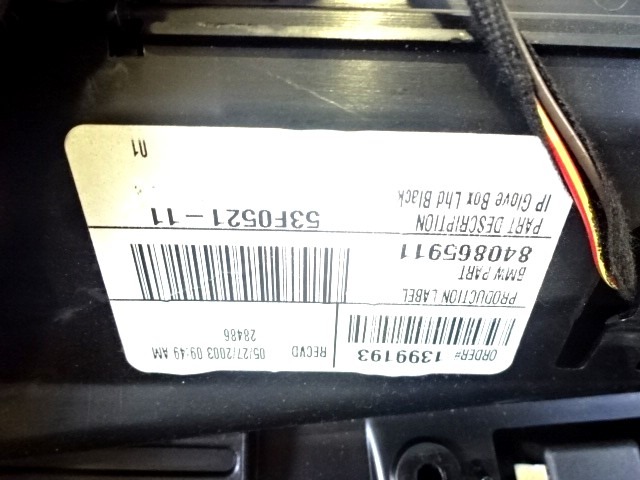 ORDER# 1399193
RECVD 05/27/2003 09:49 AM
28486
PRODUCTION LABEL
BMW PART
840865911
PART DESCRIPTION
IP Glove Box Lhd Black
53F0521-11